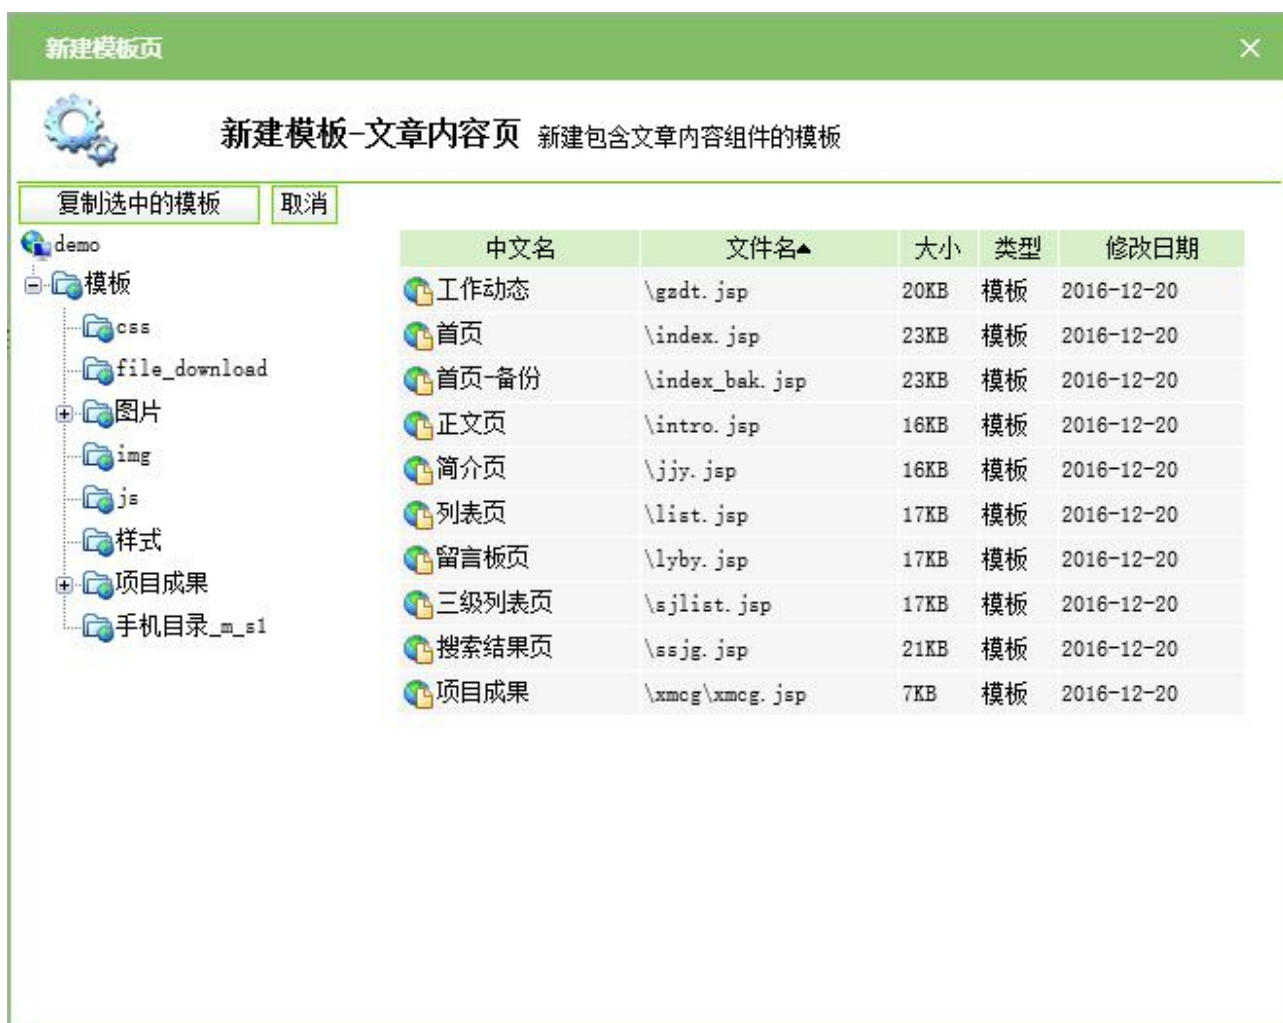 新建模板页
新建模板-文章内容页 新建包含文章内容组件的模板
复制选中的模板 取消
demo
模板
css
file_download
图片
img
js
样式
项目成果
手机目录_m_s1
中文名 文件名▲ 大小 类型 修改日期
工作动态 \gzdt.jsp 20KB 模板 2016-12-20
首页 \index.jsp 23KB 模板 2016-12-20
首页-备份 \index_bak.jsp 23KB 模板 2016-12-20
正文页 \intro.jsp 16KB 模板 2016-12-20
简介页 \jjy.jsp 16KB 模板 2016-12-20
列表页 \list.jsp 17KB 模板 2016-12-20
留言板页 \lyby.jsp 17KB 模板 2016-12-20
三级列表页 \sjlist.jsp 17KB 模板 2016-12-20
搜索结果页 \ssjg.jsp 21KB 模板 2016-12-20
项目成果 \xmcg\xmcg.jsp 7KB 模板 2016-12-20